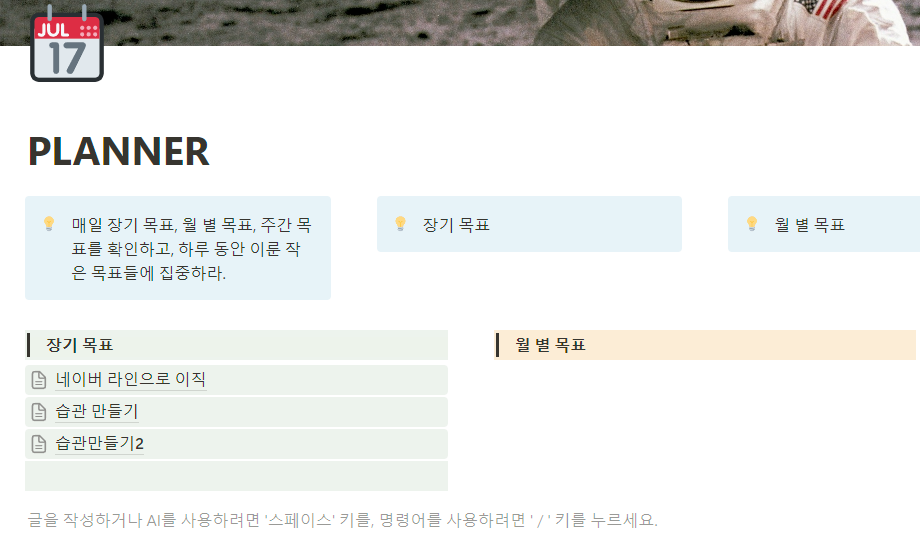 JUL
17
PLANNER
매일 장기 목표, 월 별 목표, 주간 목
표를 확인하고, 하루 동안 이룬 작
은 목표들에 집중하라.
장기 목표
월 별 목표
장기 목표
네이버 라인으로 이직
습관 만들기
습관만들기2
월 별 목표
글을 작성하거나 AI를 사용하려면 '스페이스' 키를, 명령어를 사용하려면 ' / ' 키를 누르세요.